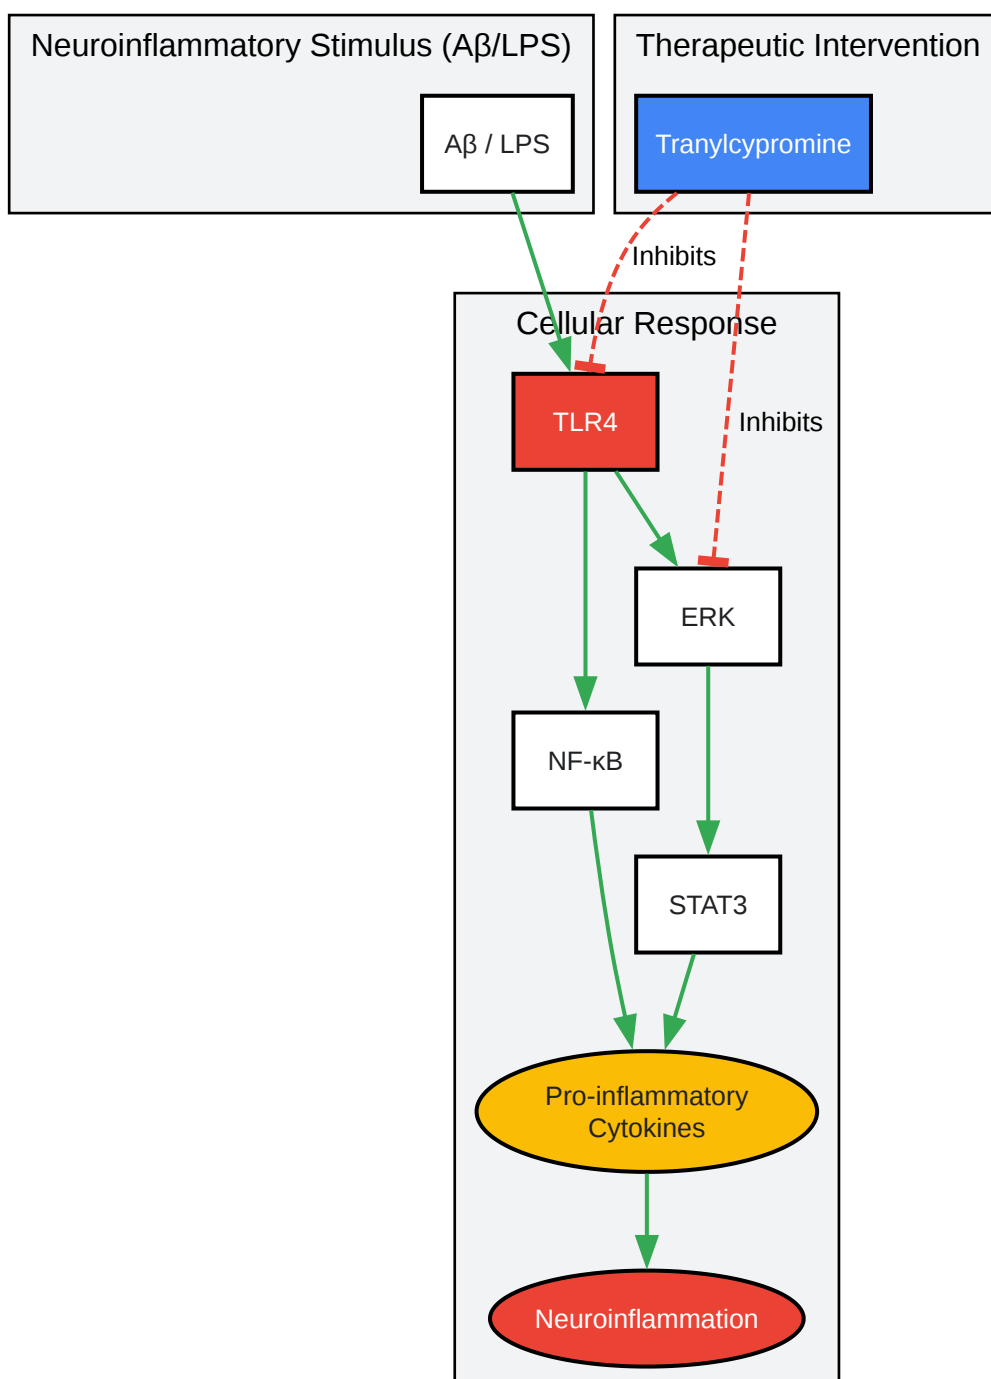 Neuroinflammatory Stimulus (Aβ/LPS)
Therapeutic Intervention
Aβ / LPS
Tranylcypromine
Inhibits
Cellular Response
TLR4
Inhibits
ERK
NF-κB
STAT3
Pro-inflammatory
Cytokines
Neuroinflammation